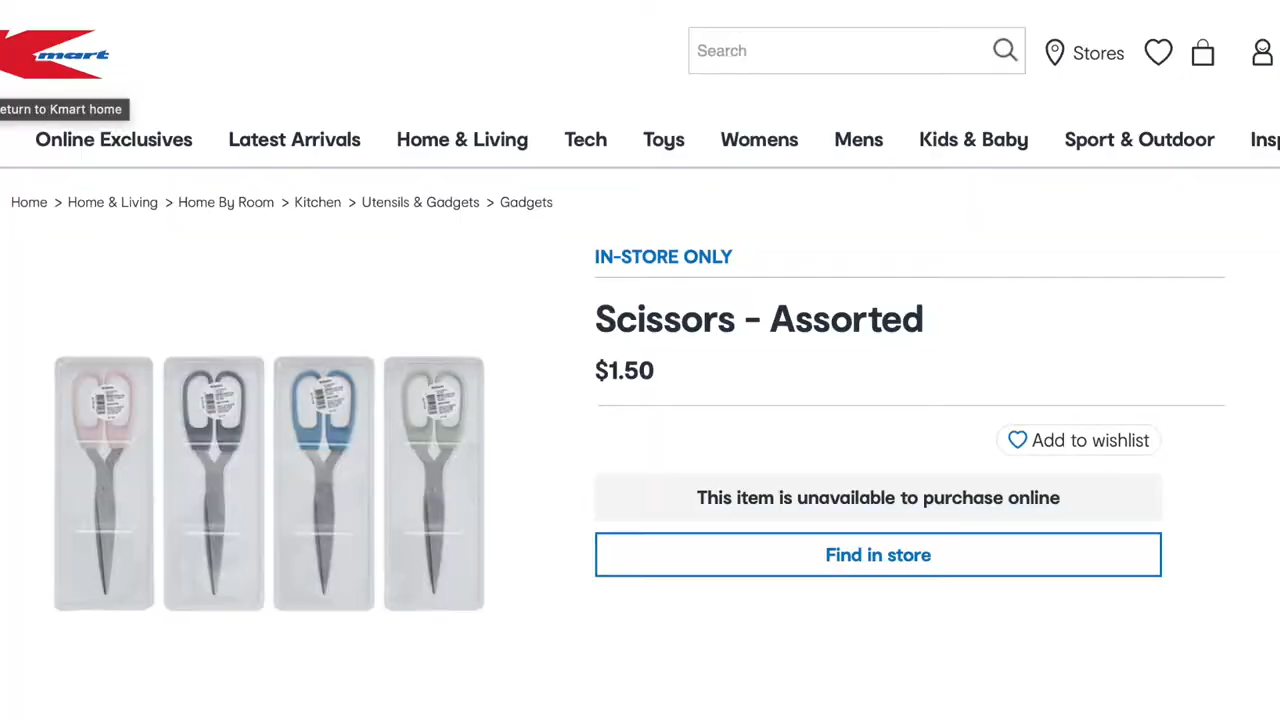 mart
Search
Stores
eturn to Kmart home
Online Exclusives Latest Arrivals Home & Living Tech Toys Womens Mens Kids & Baby Sport & Outdoor Insp
Home > Home & Living > Home By Room > Kitchen > Utensils & Gadgets > Gadgets
IN-STORE ONLY
Scissors - Assorted
$1.50
Add to wishlist
This item is unavailable to purchase online
Find in store